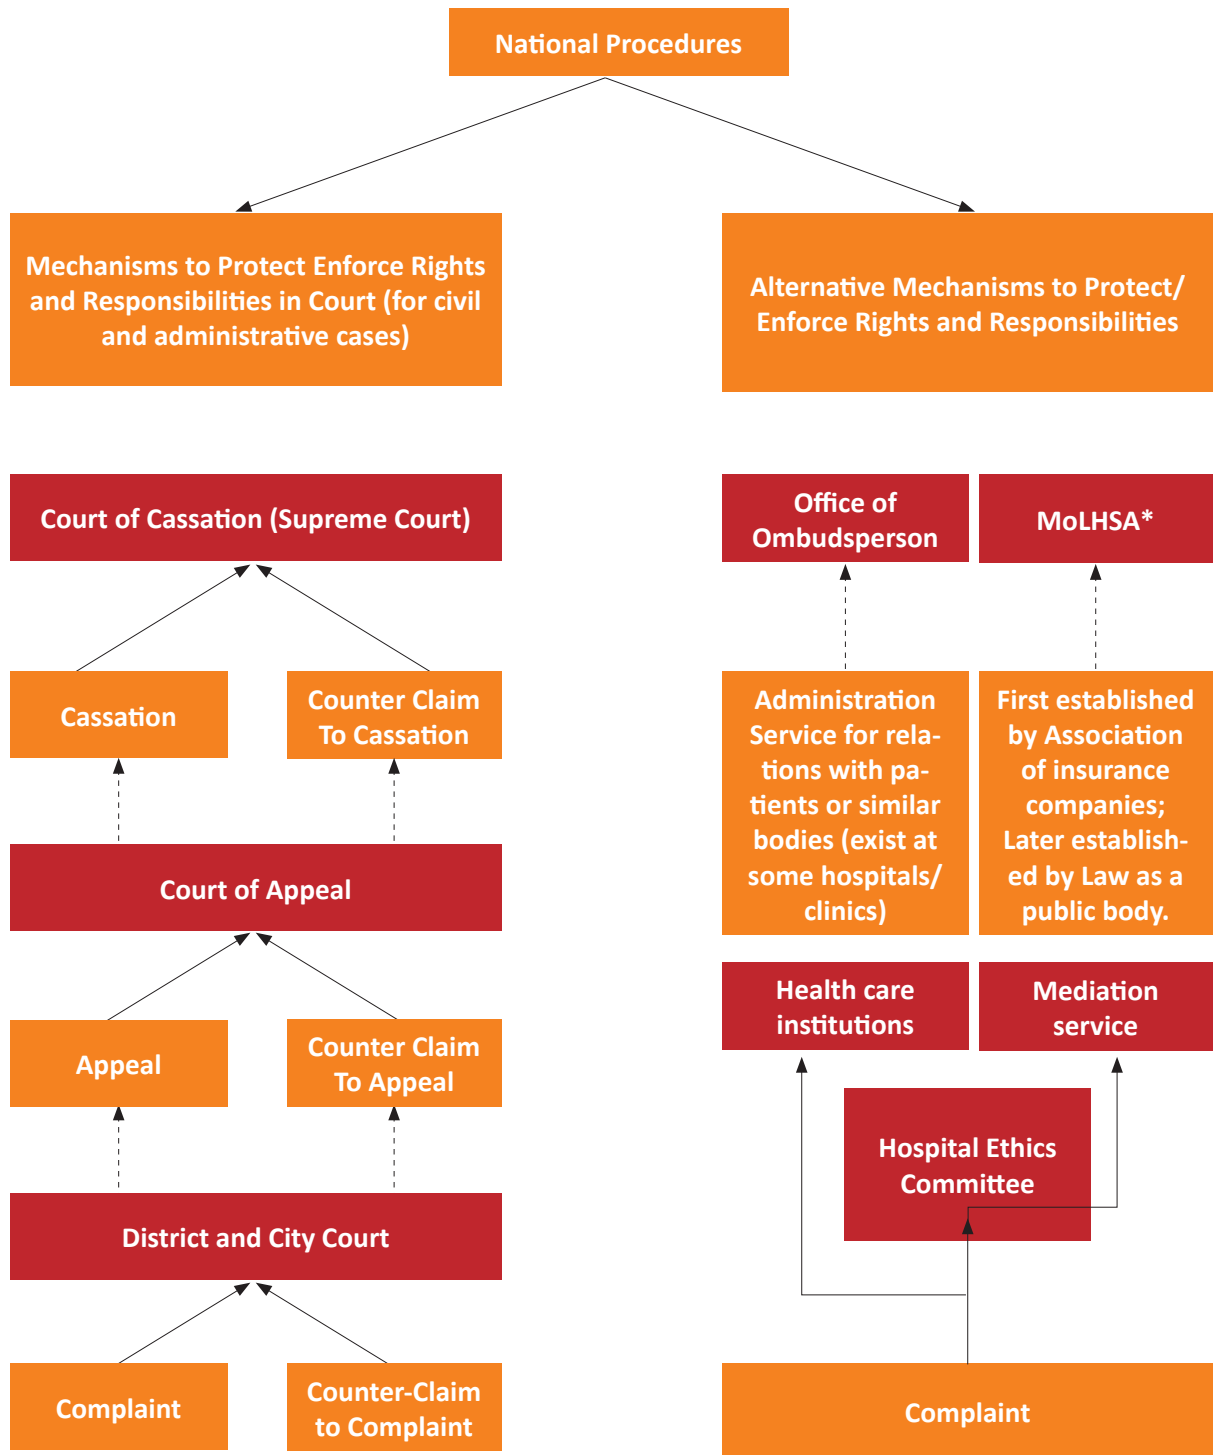 National Procedures
Mechanisms to Protect Enforce Rights
and Responsibilities in Court (for civil
and administrative cases)
Alternative Mechanisms to Protect/
Enforce Rights and Responsibilities
Court of Cassation (Supreme Court)
Office of
Ombudsperson
MoLHSA*
Cassation
Counter Claim
To Cassation
Administration
Service for rela-
tions with pa-
tients or similar
bodies (exist at
some hospitals/
clinics)
First established
by Association
of insurance
companies;
Later establish-
ed by Law as a
public body.
Court of Appeal
Health care
institutions
Mediation
service
Appeal
Counter Claim
To Appeal
Hospital Ethics
Committee
District and City Court
Complaint
Counter-Claim
to Complaint
Complaint